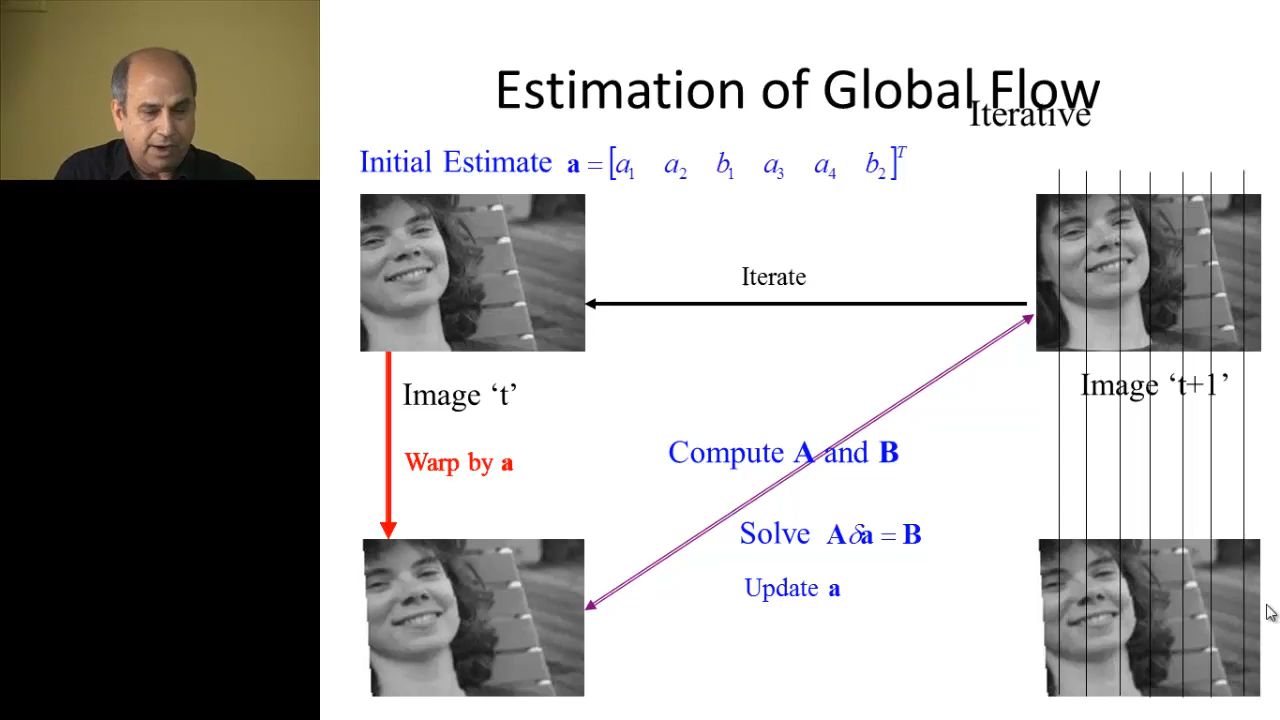 Estimation of Global Flow
Iterative
Initial Estimate a = [a₁ a₂ b₁ a₃ a₄ b₂]ᵀ
Iterate
Image ‘t’
Image ‘t+1’
Warp by a
Compute A and B
Solve Aδa = B
Update a